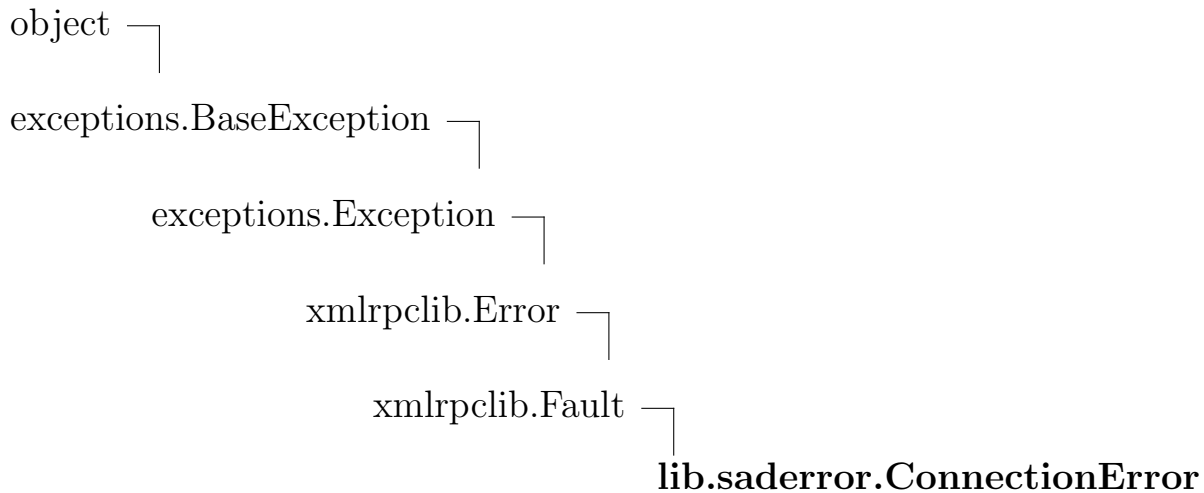 object
exceptions.BaseException
exceptions.Exception
xmlrpclib.Error
xmlrpclib.Fault
lib.saderror.ConnectionError